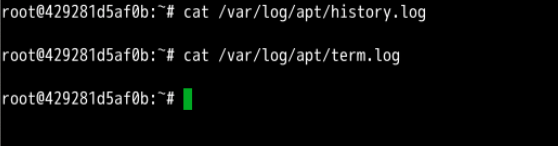 root@429281d5af0b:~# cat /var/log/apt/history.log
root@429281d5af0b:~# cat /var/log/apt/term.log
root@429281d5af0b:~#